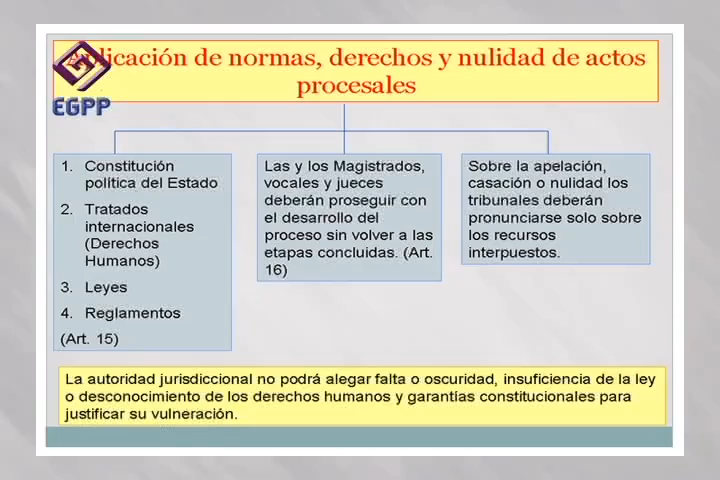 Aplicación de normas, derechos y nulidad de actos
procesales
EGPP
1. Constitución
política del Estado
2. Tratados
internacionales
(Derechos
Humanos)
3. Leyes
4. Reglamentos
(Art. 15)
Las y los Magistrados,
vocales y jueces
deberán proseguir con
el desarrollo del
proceso sin volver a las
etapas concluidas. (Art.
16)
Sobre la apelación,
casación o nulidad los
tribunales deberán
pronunciarse solo sobre
los recursos
interpuestos.
La autoridad jurisdiccional no podrá alegar falta o oscuridad, insuficiencia de la ley
o desconocimiento de los derechos humanos y garantías constitucionales para
justificar su vulneración.